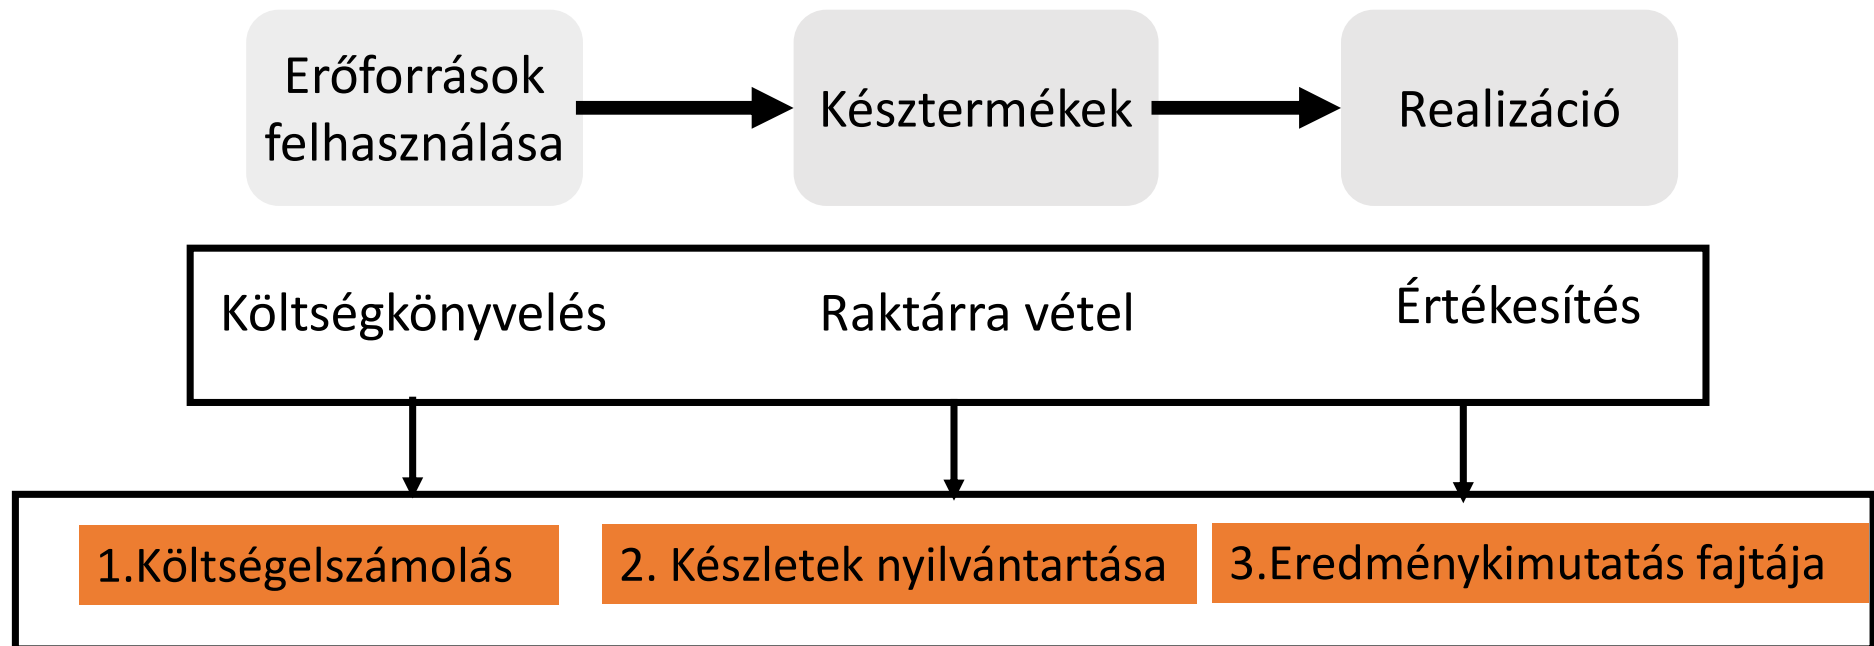 Erőforrások
felhasználása
Késztermékek
Realizáció
Költségkönyvelés
Raktárra vétel
Értékesítés
1.Költségelszámolás
2. Készletek nyilvántartása
3.Eredménykimutatás fajtája